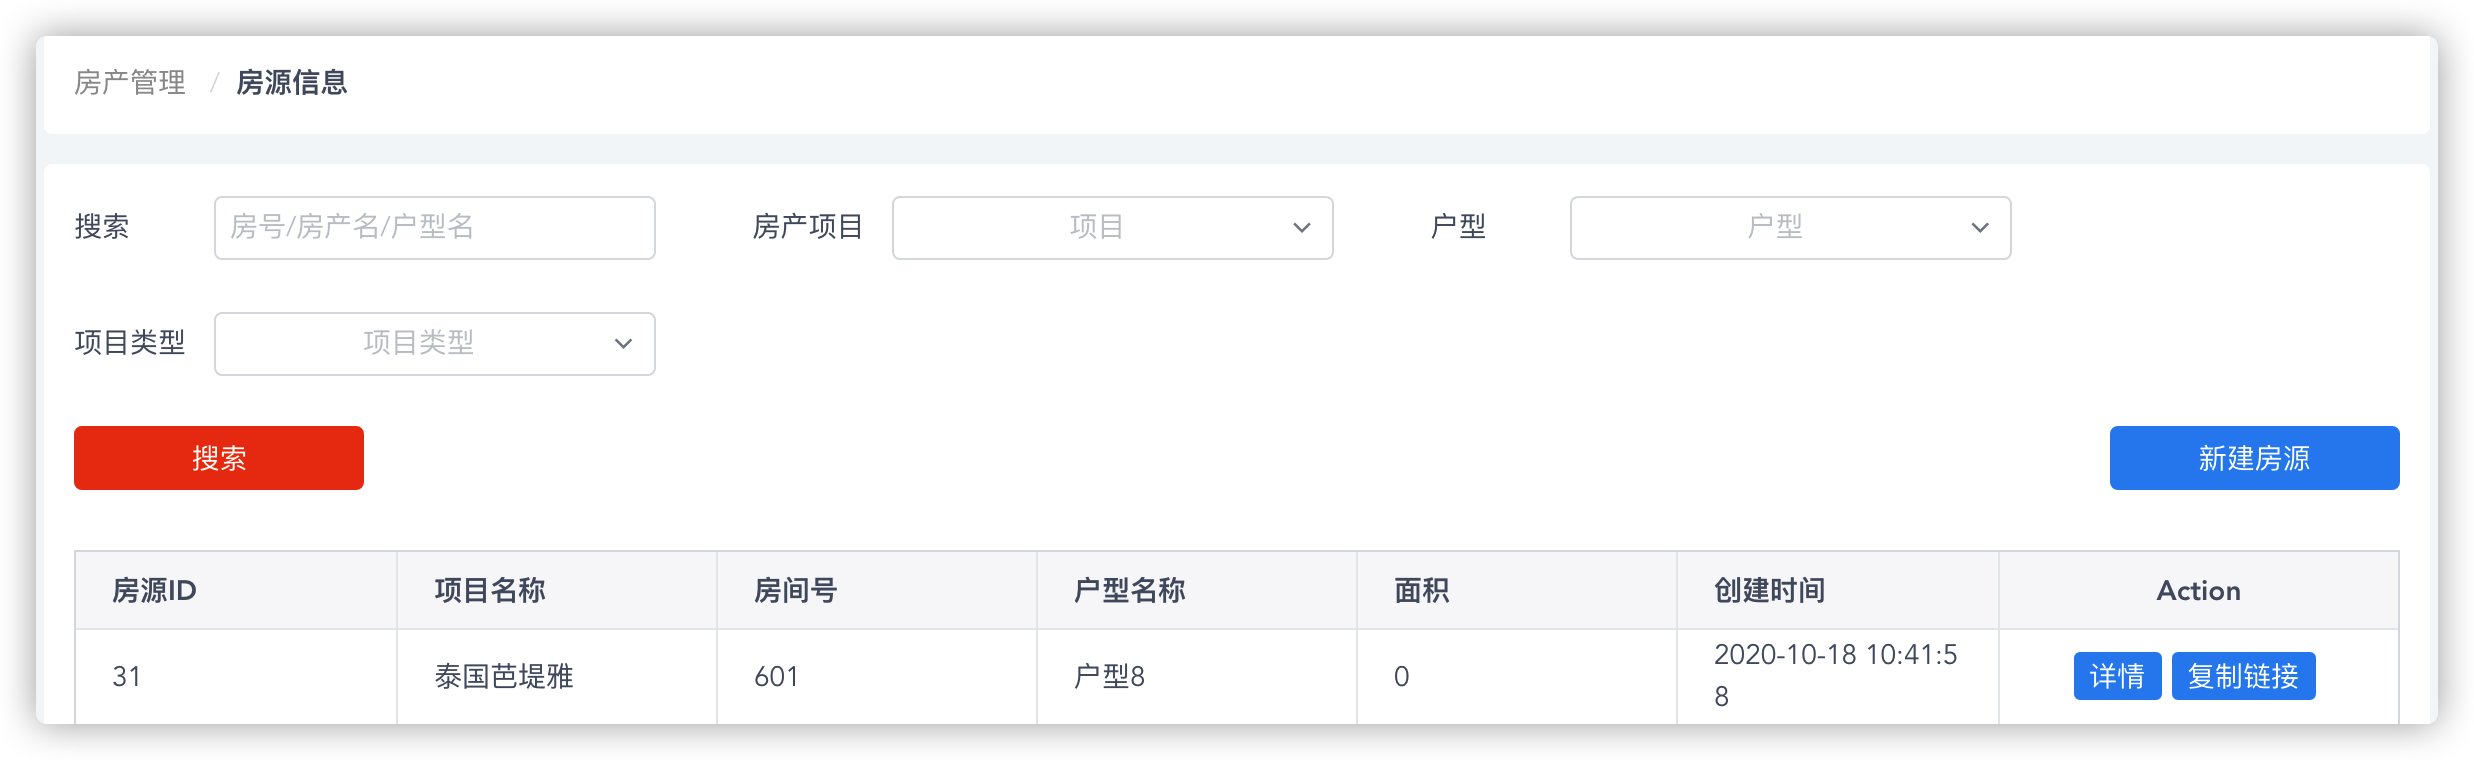 房产管理 / 房源信息
搜索 房号/房产名/户型名 房产项目 项目 户型 户型
项目类型 项目类型
搜索 新建房源
房源ID 项目名称 房间号 户型名称 面积 创建时间 Action
31 泰国芭堤雅 601 户型8 0 2020-10-18 10:41:5
8 详情 复制链接